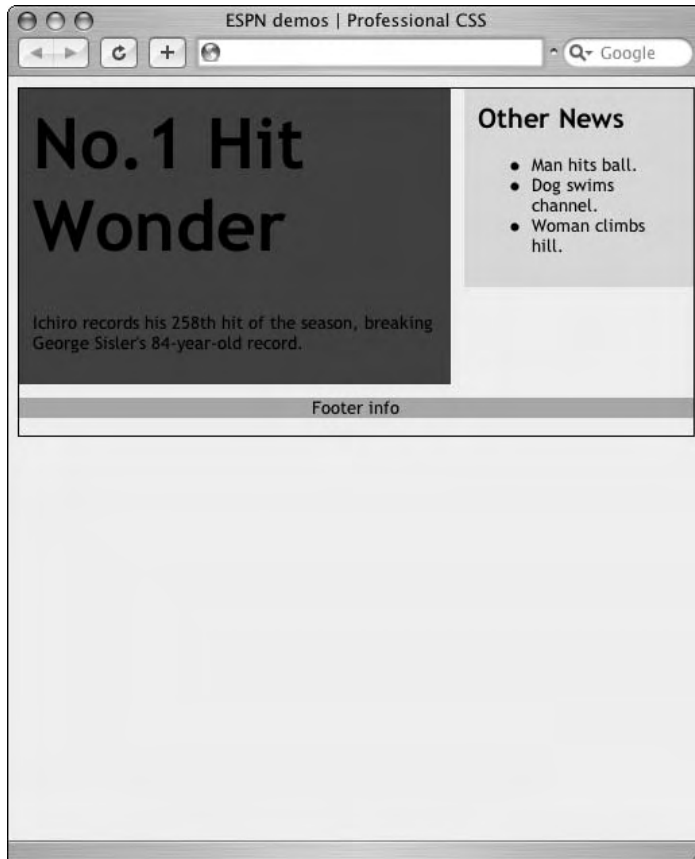 ESPN demos | Professional CSS
Google
No.1 Hit
Wonder
Ichiro records his 258th hit of the season, breaking
George Sisler's 84-year-old record.
Other News
• Man hits ball.
• Dog swims
channel.
• Woman climbs
hill.
Footer info